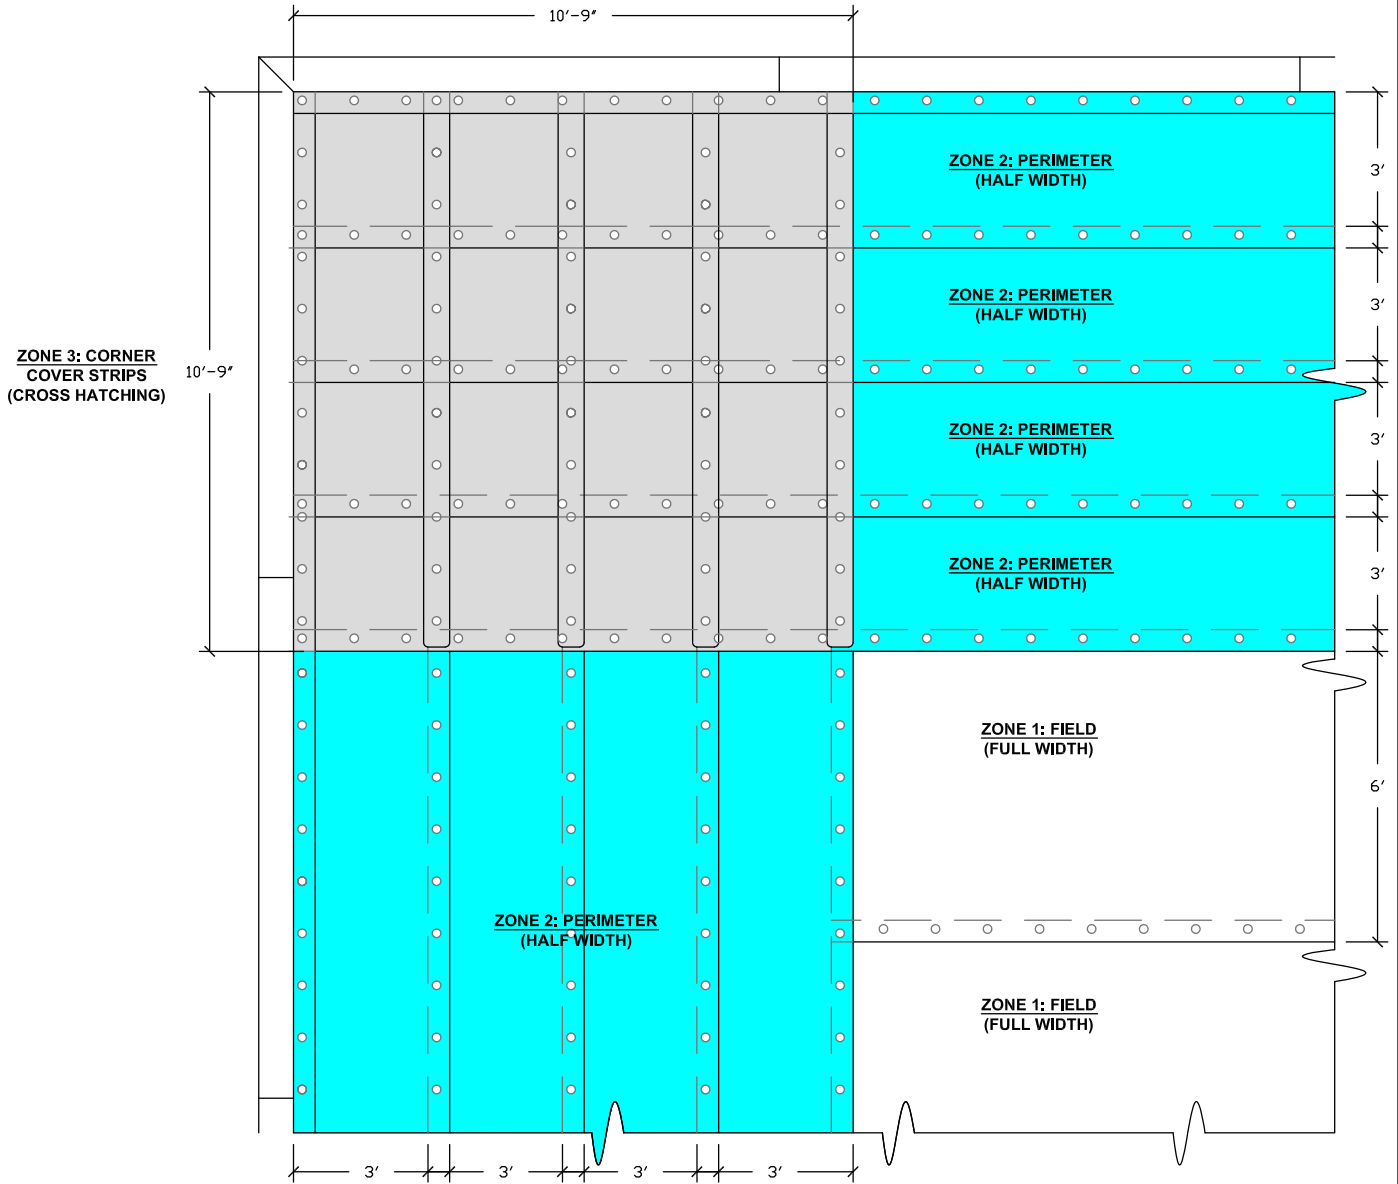 10'-9"
ZONE 2: PERIMETER
(HALF WIDTH)
3'
ZONE 2: PERIMETER
(HALF WIDTH)
3'
ZONE 3: CORNER
COVER STRIPS
(CROSS HATCHING)
10'-9"
ZONE 2: PERIMETER
(HALF WIDTH)
3'
ZONE 2: PERIMETER
(HALF WIDTH)
3'
ZONE 1: FIELD
(FULL WIDTH)
6'
ZONE 2: PERIMETER
(HALF WIDTH)
ZONE 1: FIELD
(FULL WIDTH)
3'
3'
3'
3'